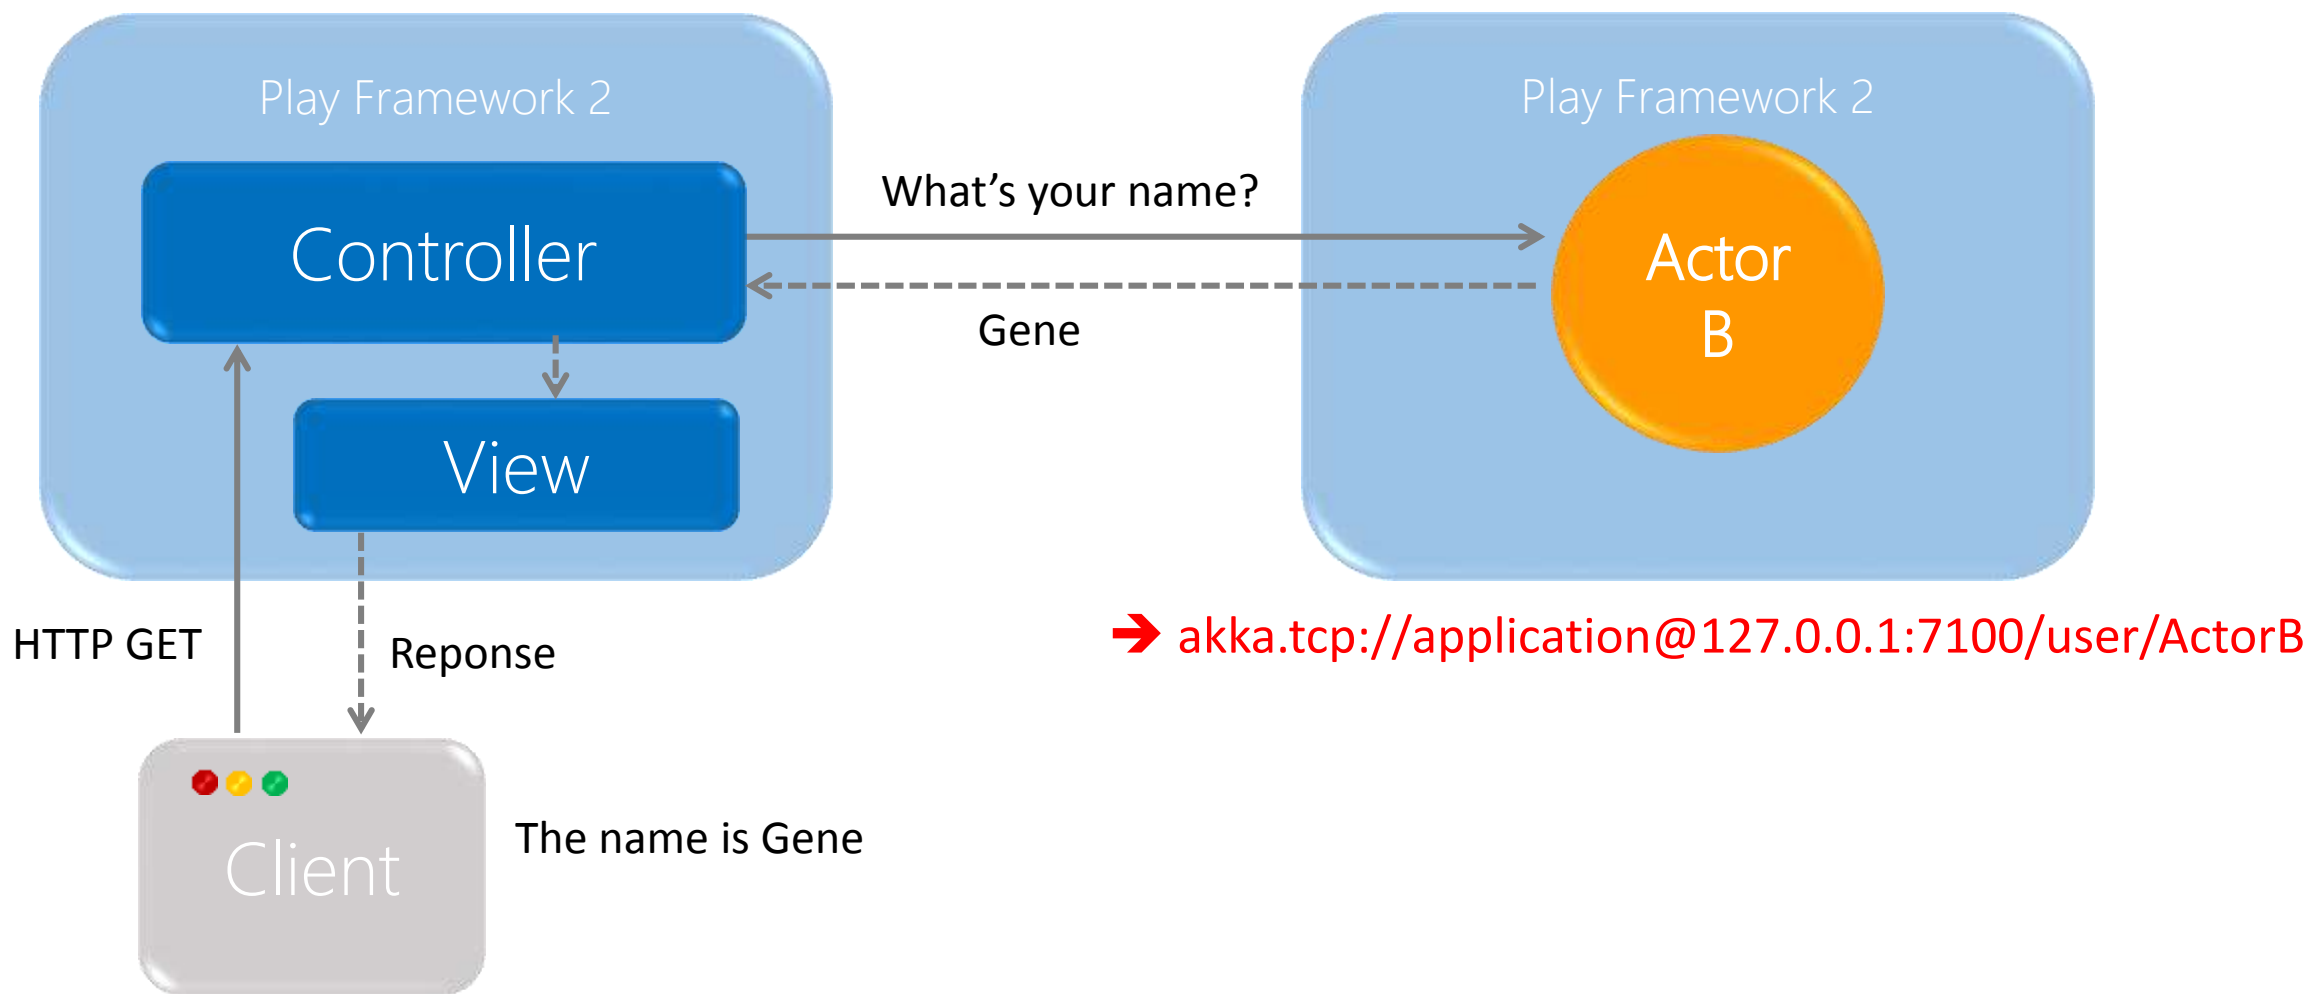 Play Framework 2
Play Framework 2
Controller
What’s your name?
Actor
B
Gene
View
HTTP GET
Reponse
➔ akka.tcp://application@127.0.0.1:7100/user/ActorB
Client
The name is Gene